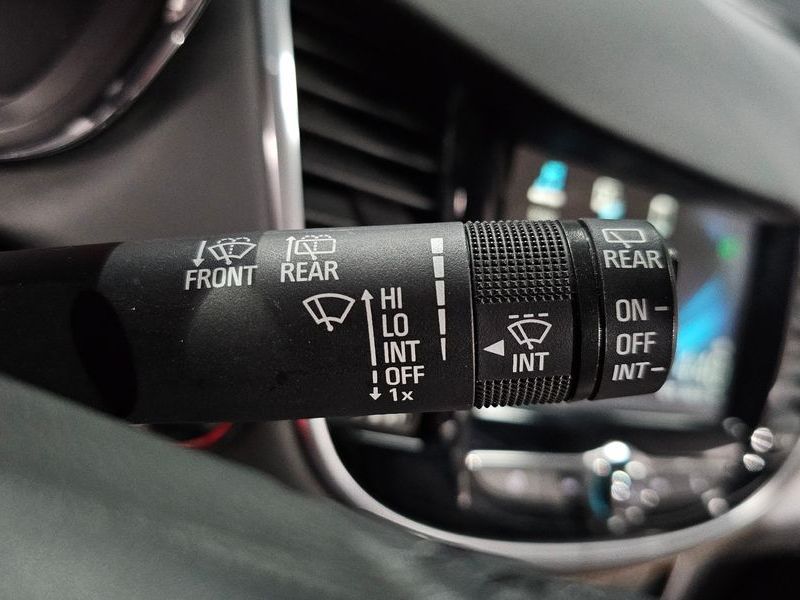 FRONT
REAR
HI
LO
INT
OFF
1x
INT
REAR
ON
OFF
INT